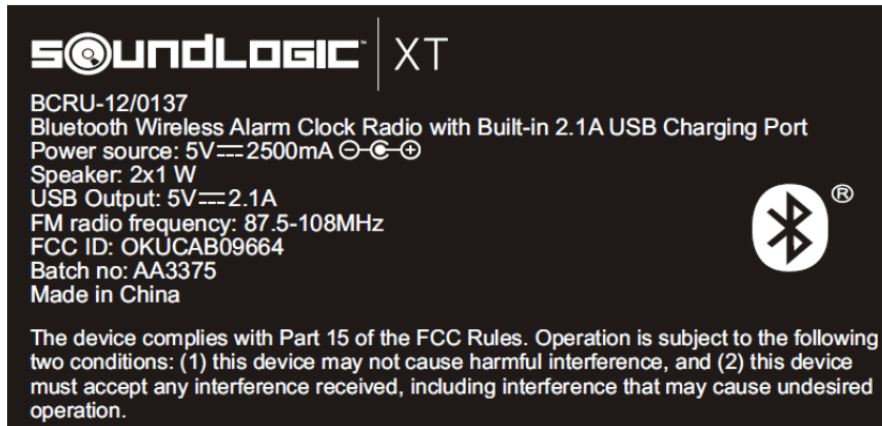 SOUNDLOGIC™ XT
BCRU-12/0137
Bluetooth Wireless Alarm Clock Radio with Built-in 2.1A USB Charging Port
Power source: 5V⎓2500mA ⊖-⊙-⊕
Speaker: 2x1 W
USB Output: 5V⎓2.1A
FM radio frequency: 87.5-108MHz
FCC ID: OKUCAB09664
Batch no: AA3375
Made in China
®
The device complies with Part 15 of the FCC Rules. Operation is subject to the following
two conditions: (1) this device may not cause harmful interference, and (2) this device
must accept any interference received, including interference that may cause undesired
operation.